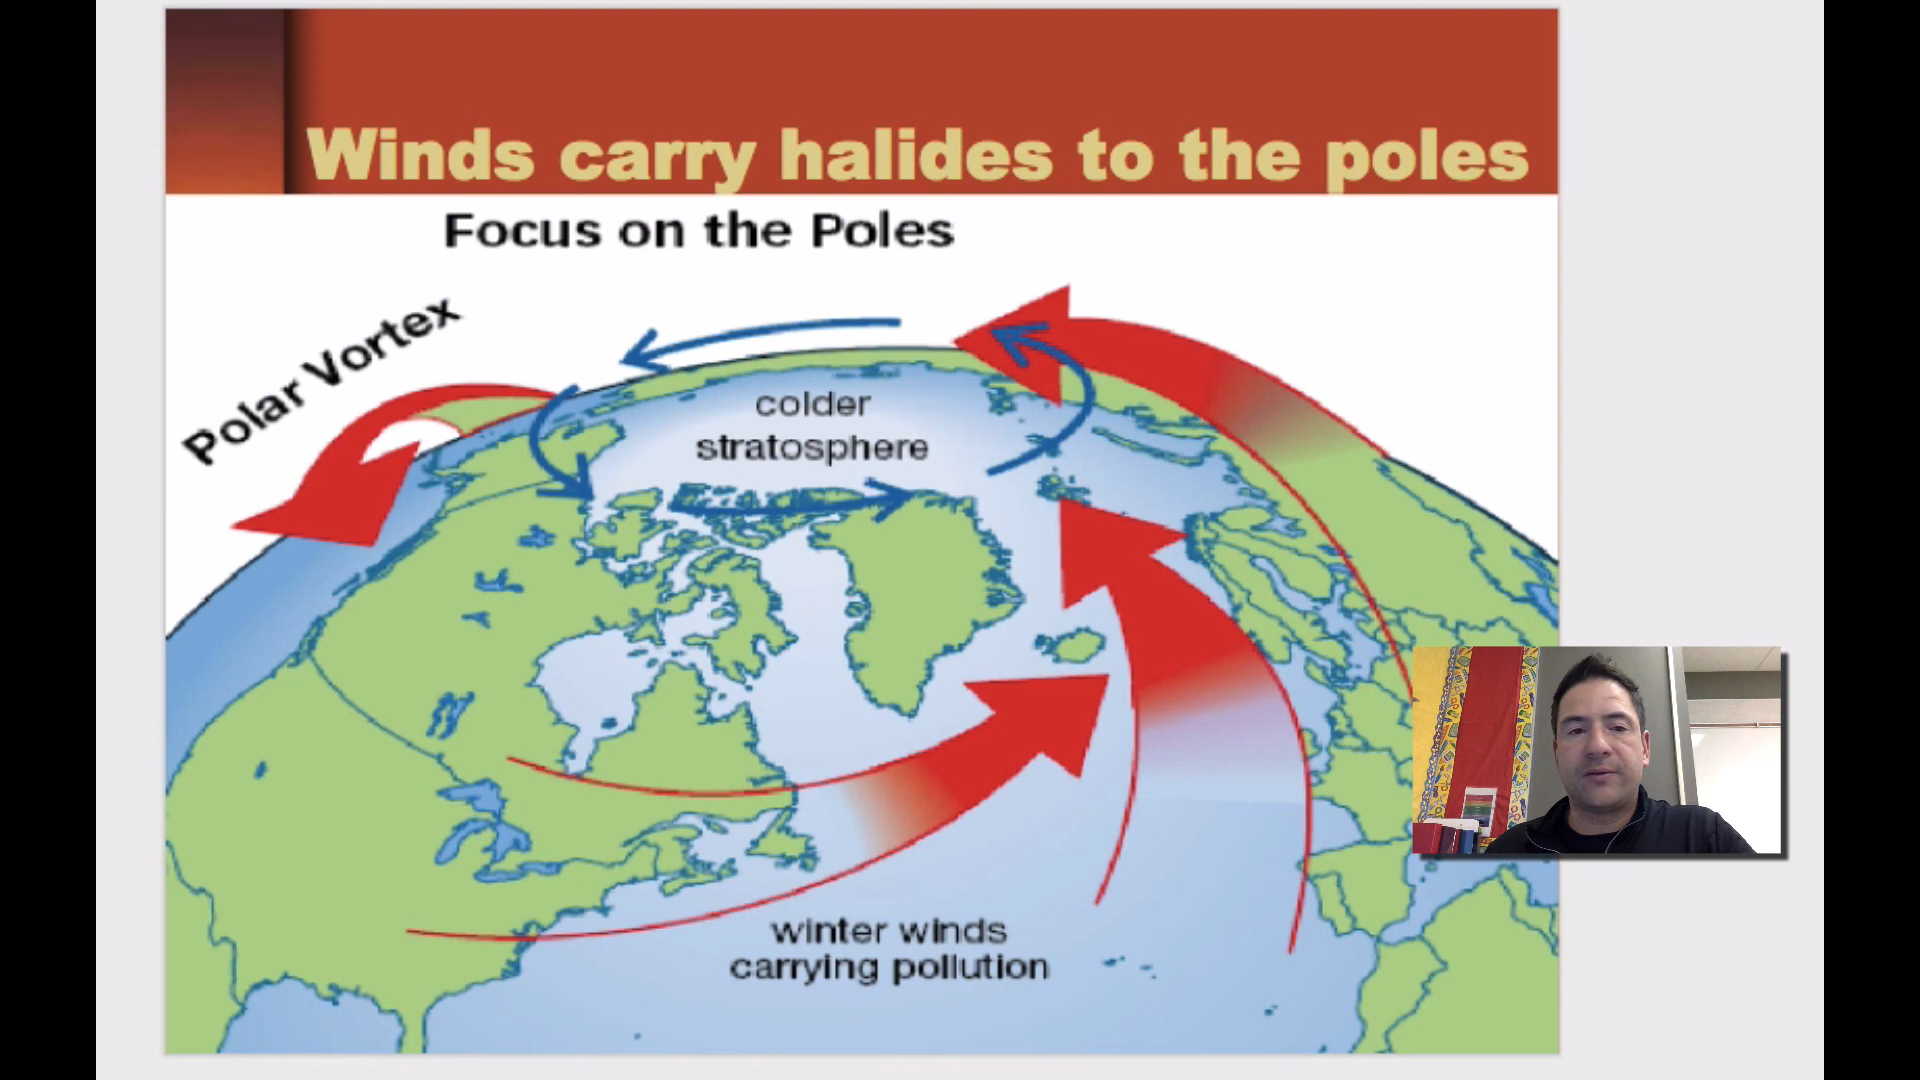 Winds carry halides to the poles
Focus on the Poles
Polar Vortex
colder
stratosphere
winter winds
carrying pollution